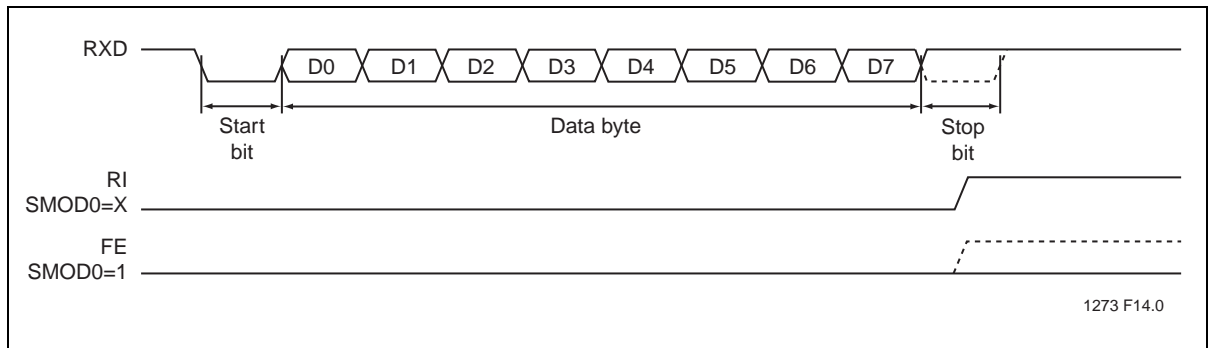 RXD
D0 D1 D2 D3 D4 D5 D6 D7
Start
bit
Data byte
Stop
bit
RI
SMOD0=X
FE
SMOD0=1
1273 F14.0